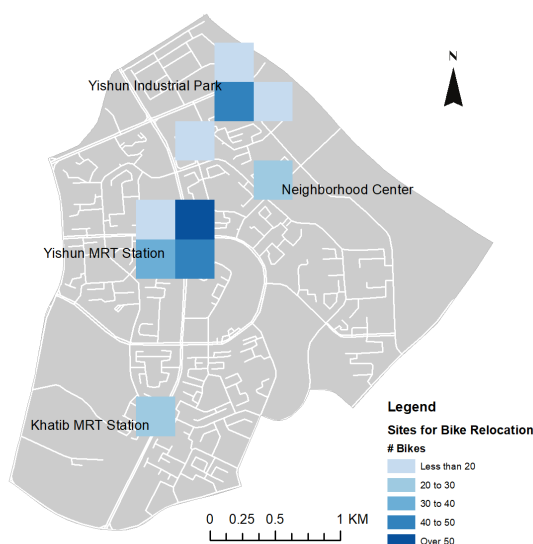 N
Yishun Industrial Park
Neighborhood Center
Yishun MRT Station
Khatib MRT Station
Legend
Sites for Bike Relocation
# Bikes
Less than 20
20 to 30
30 to 40
40 to 50
Over 50
0 0.25 0.5 1 KM